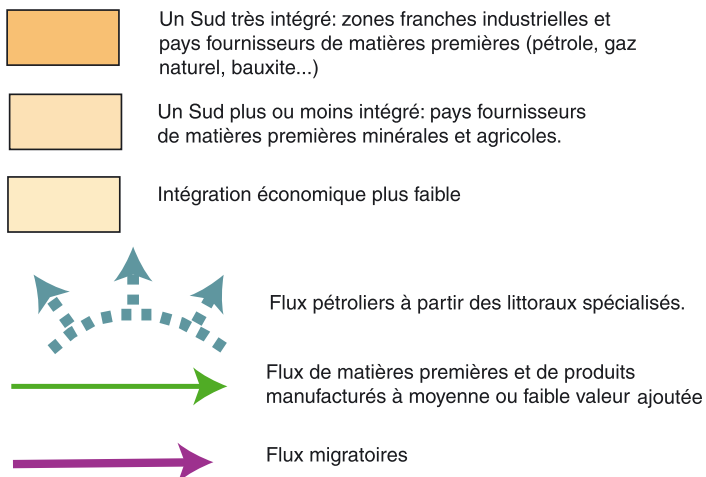 Un Sud très intégré: zones franches industrielles et
pays fournisseurs de matières premières (pétrole, gaz
naturel, bauxite...)
Un Sud plus ou moins intégré: pays fournisseurs
de matières premières minérales et agricoles.
Intégration économique plus faible
Flux pétroliers à partir des littoraux spécialisés.
Flux de matières premières et de produits
manufacturés à moyenne ou faible valeur ajoutée
Flux migratoires